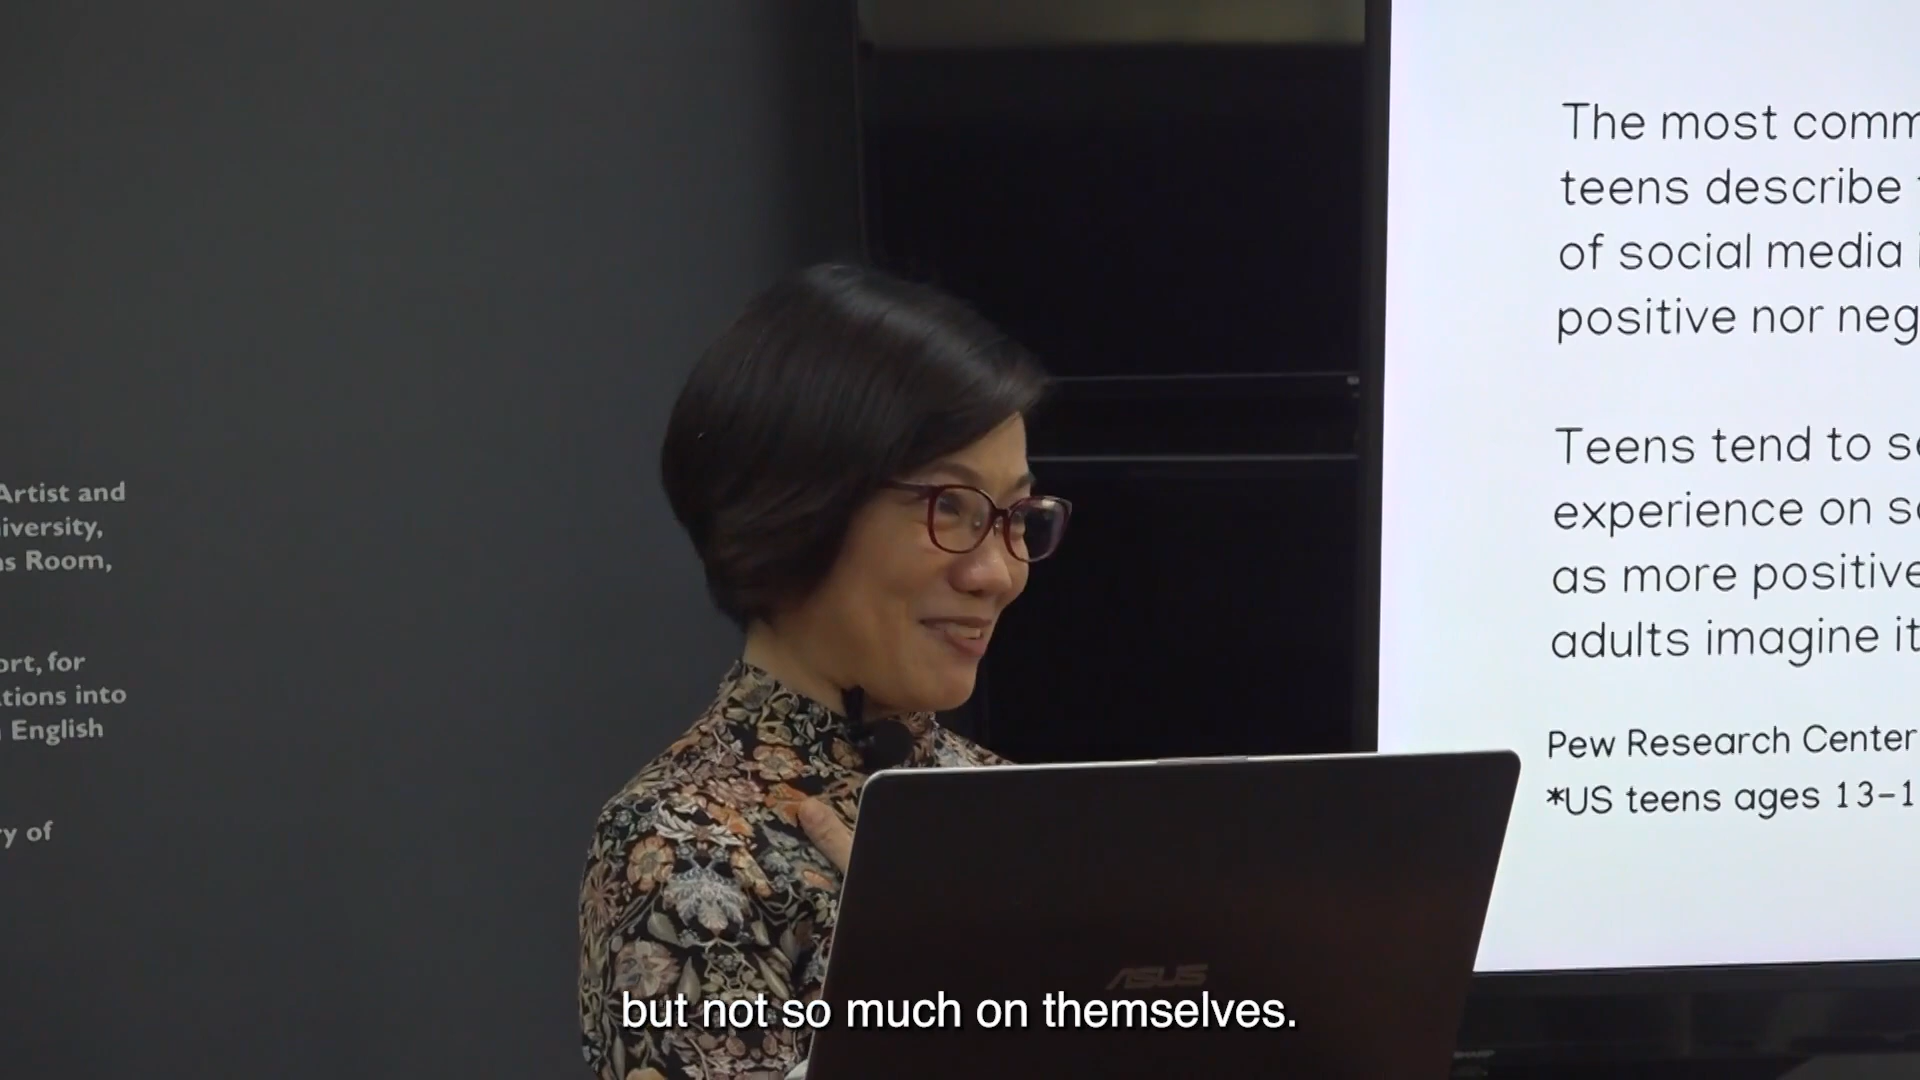 Artist and
iversity,
ns Room,
ort, for
tions into
English
y of
The most comm
teens describe
of social media
positive nor neg
Teens tend to s
experience on s
as more positive
adults imagine it
Pew Research Center
*US teens ages 13-1
ASUS
but not so much on themselves.